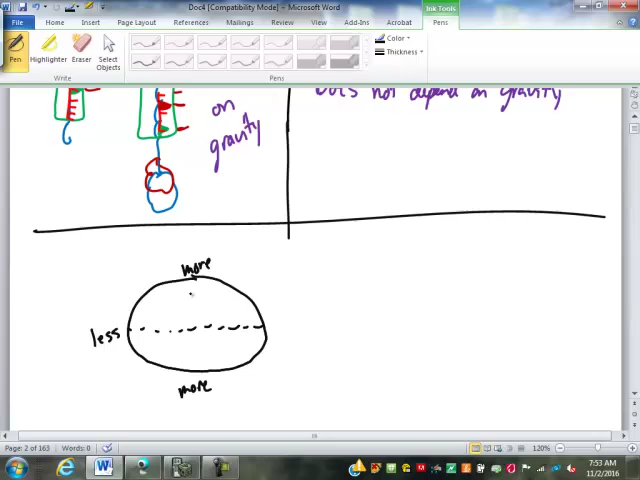 Doc4 [Compatibility Mode] - Microsoft Word
Ink Tools
File
Home
Insert
Page Layout
References
Mailings
Review
View
Add-Ins
Acrobat
Pens
Pen
Highlighter
Eraser
Select Objects
Color
Thickness
Write
Pens
Does not depend on gravity
on
gravity
more
less
more
Page: 2 of 163
Words: 0
120%
7:53 AM
11/2/2016